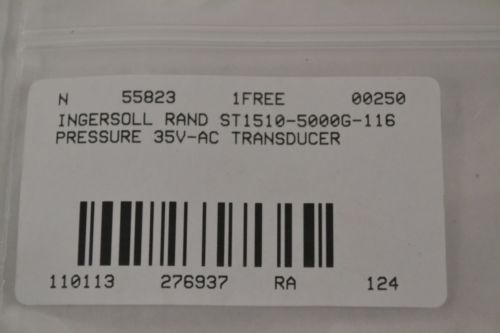 N 55823 1FREE 00250
INGERSOLL RAND ST1510-5000G-116
PRESSURE 35V-AC TRANSDUCER
110113 276937 RA 124